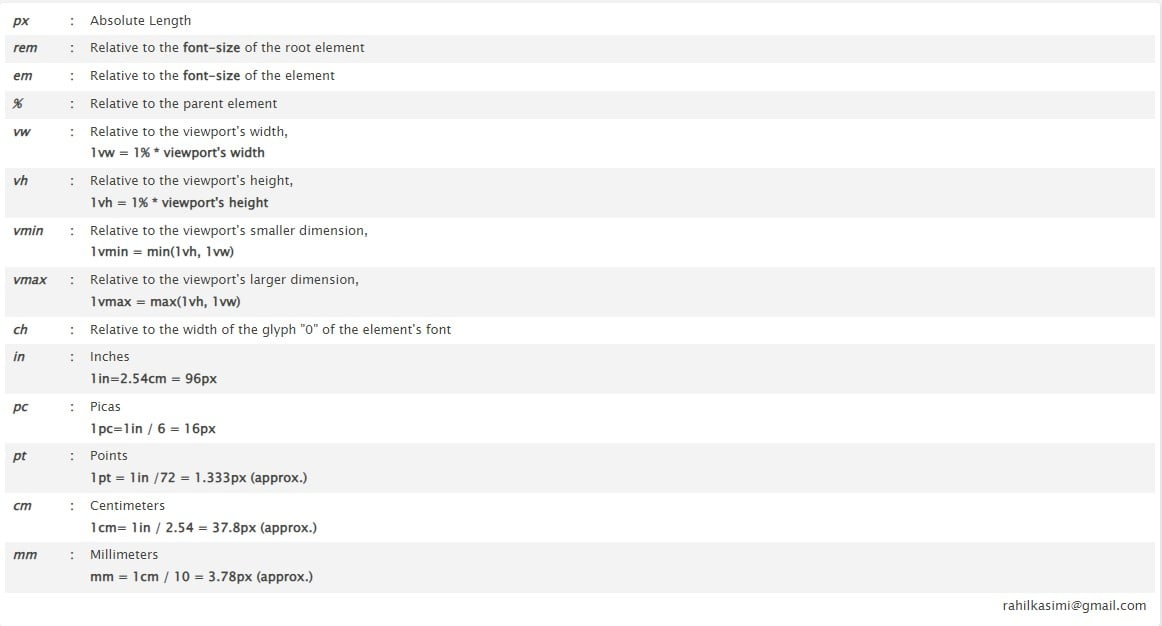 px : Absolute Length
rem : Relative to the font-size of the root element
em : Relative to the font-size of the element
% : Relative to the parent element
vw : Relative to the viewport's width,
1vw = 1% * viewport's width
vh : Relative to the viewport's height,
1vh = 1% * viewport's height
vmin : Relative to the viewport's smaller dimension,
1vmin = min(1vh, 1vw)
vmax : Relative to the viewport's larger dimension,
1vmax = max(1vh, 1vw)
ch : Relative to the width of the glyph "0" of the element's font
in : Inches
1in=2.54cm = 96px
pc : Picas
1pc=1in / 6 = 16px
pt : Points
1pt = 1in /72 = 1.333px (approx.)
cm : Centimeters
1cm= 1in / 2.54 = 37.8px (approx.)
mm : Millimeters
mm = 1cm / 10 = 3.78px (approx.)
rahilkasimi@gmail.com